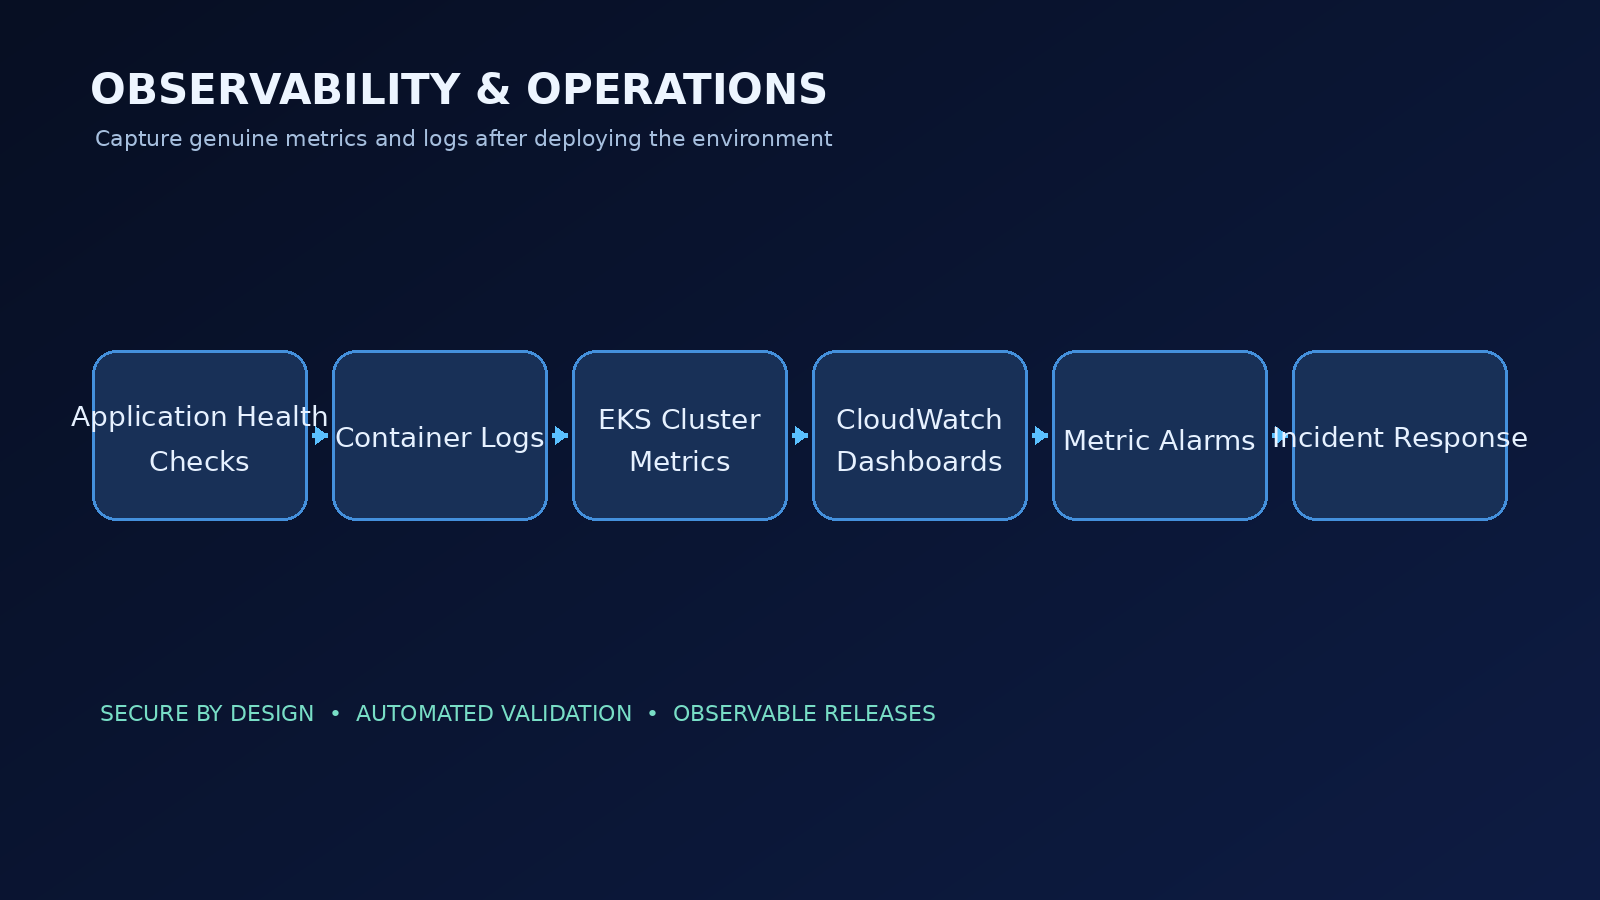 OBSERVABILITY & OPERATIONS
Capture genuine metrics and logs after deploying the environment
Application Health
Checks
Container Logs
EKS Cluster
Metrics
CloudWatch
Dashboards
Metric Alarms
Incident Response
SECURE BY DESIGN • AUTOMATED VALIDATION • OBSERVABLE RELEASES